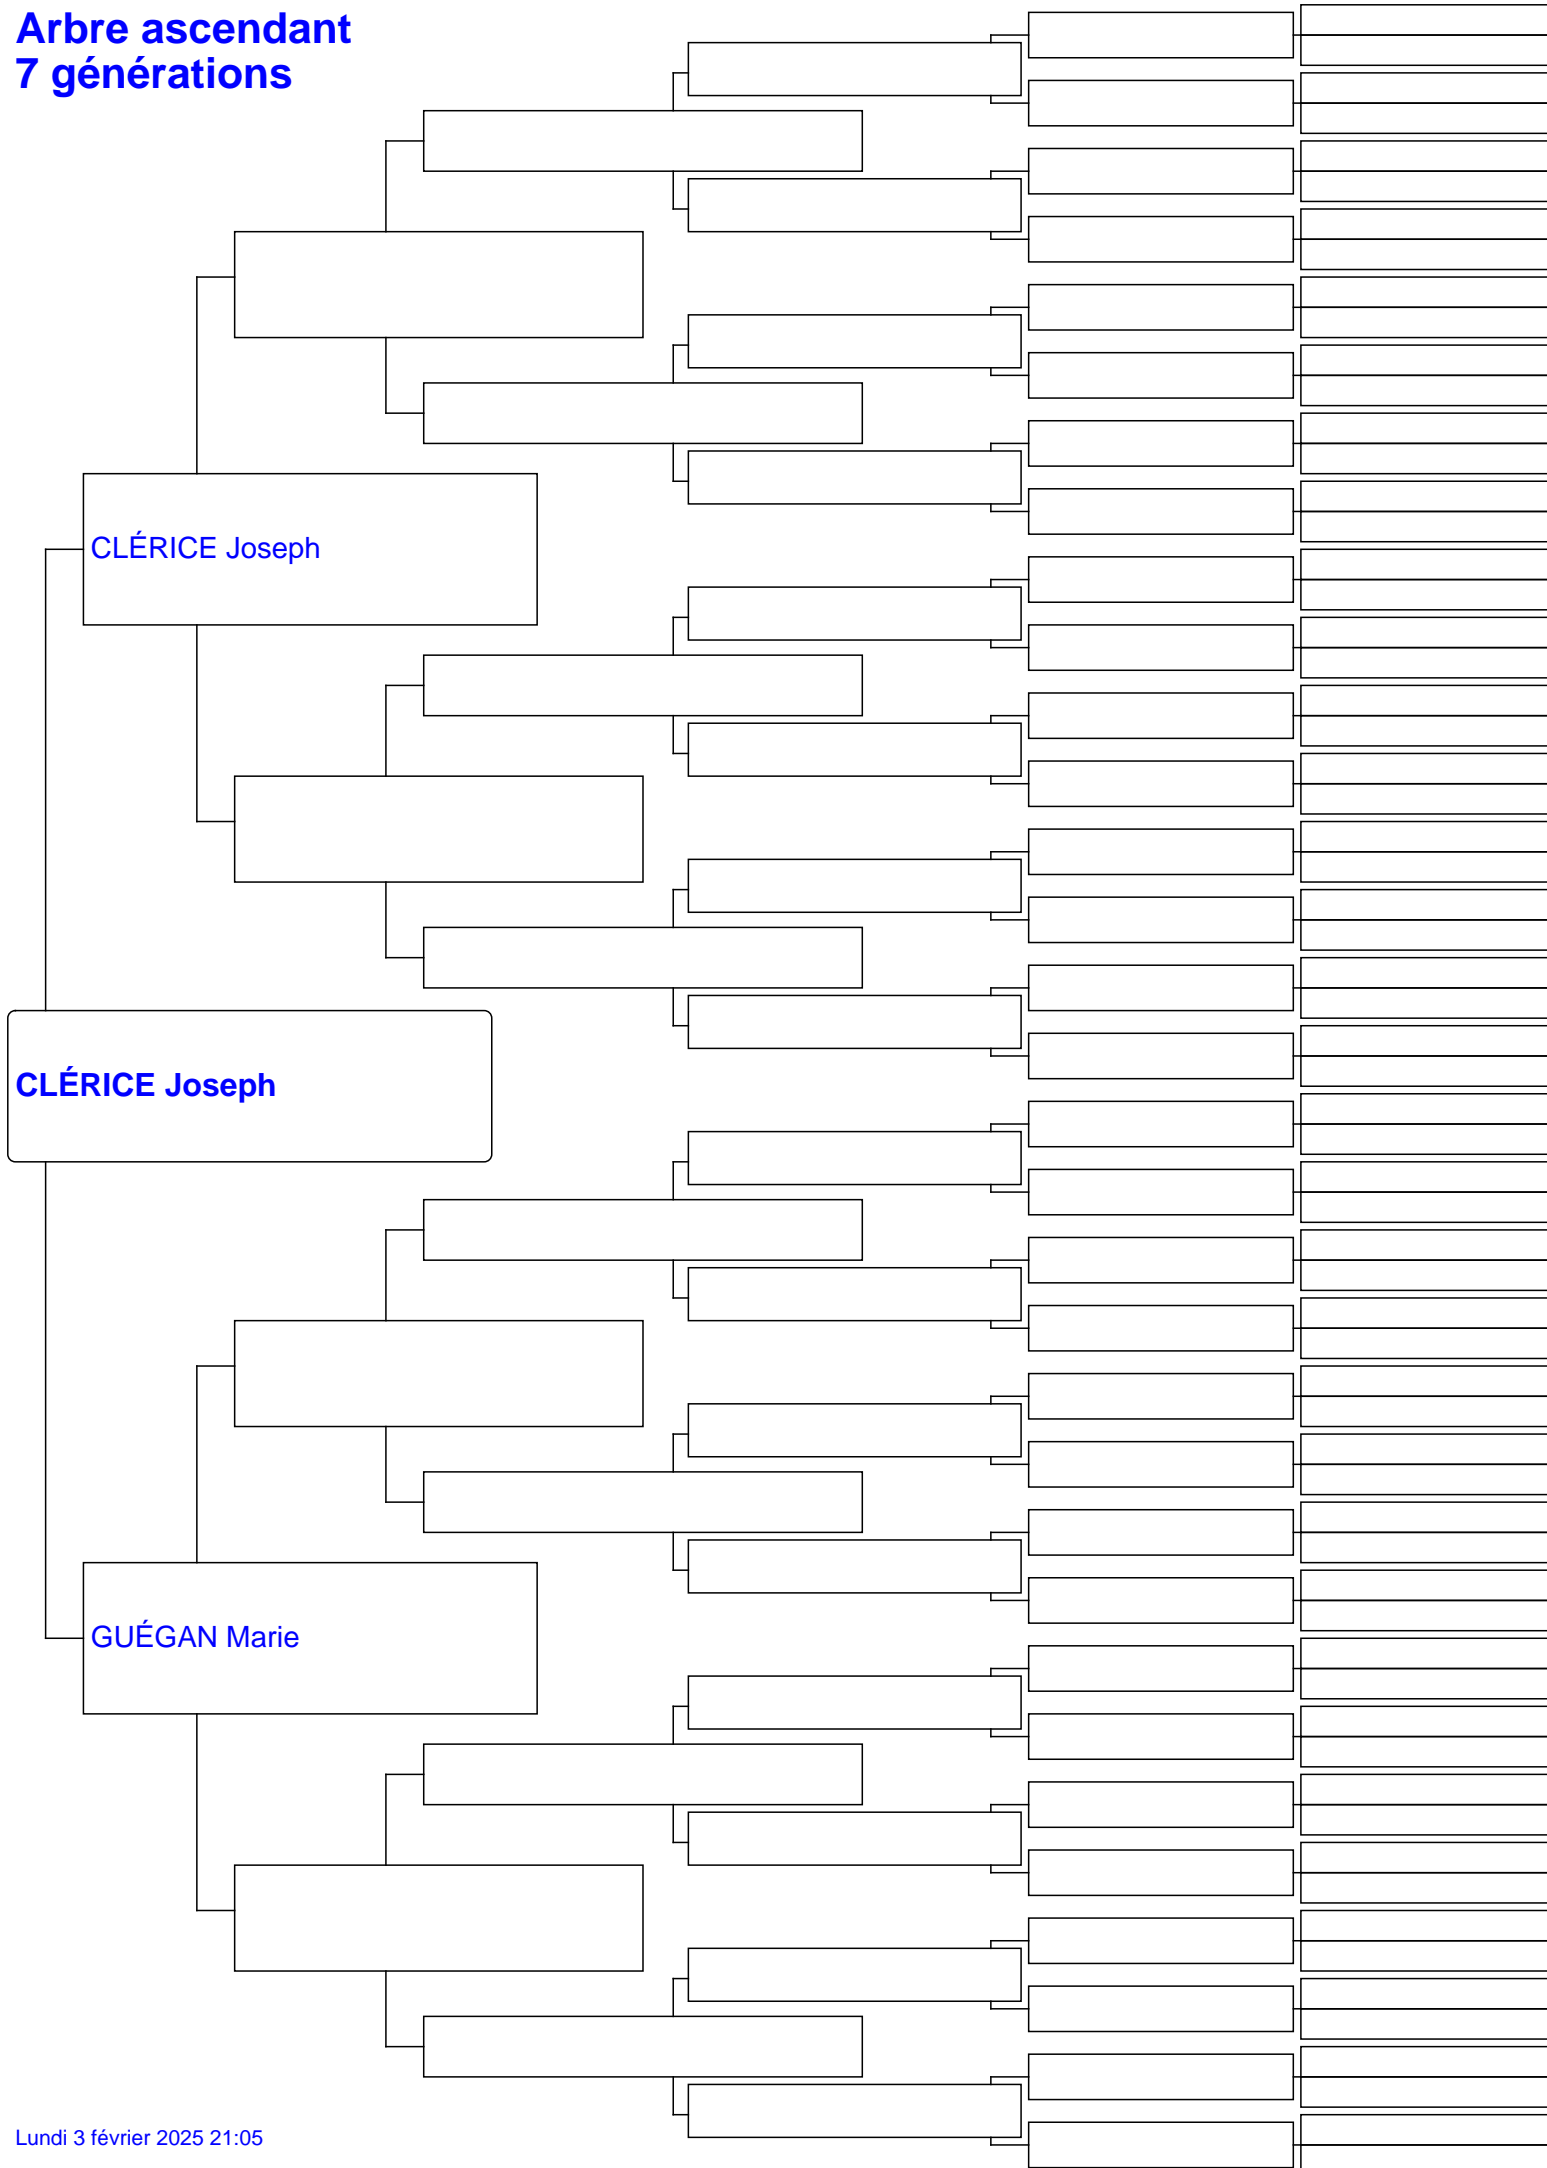 Arbre ascendant
7 générations
CLÉRICE Joseph
CLÉRICE Joseph
GUÉGAN Marie
Lundi 3 février 2025 21:05